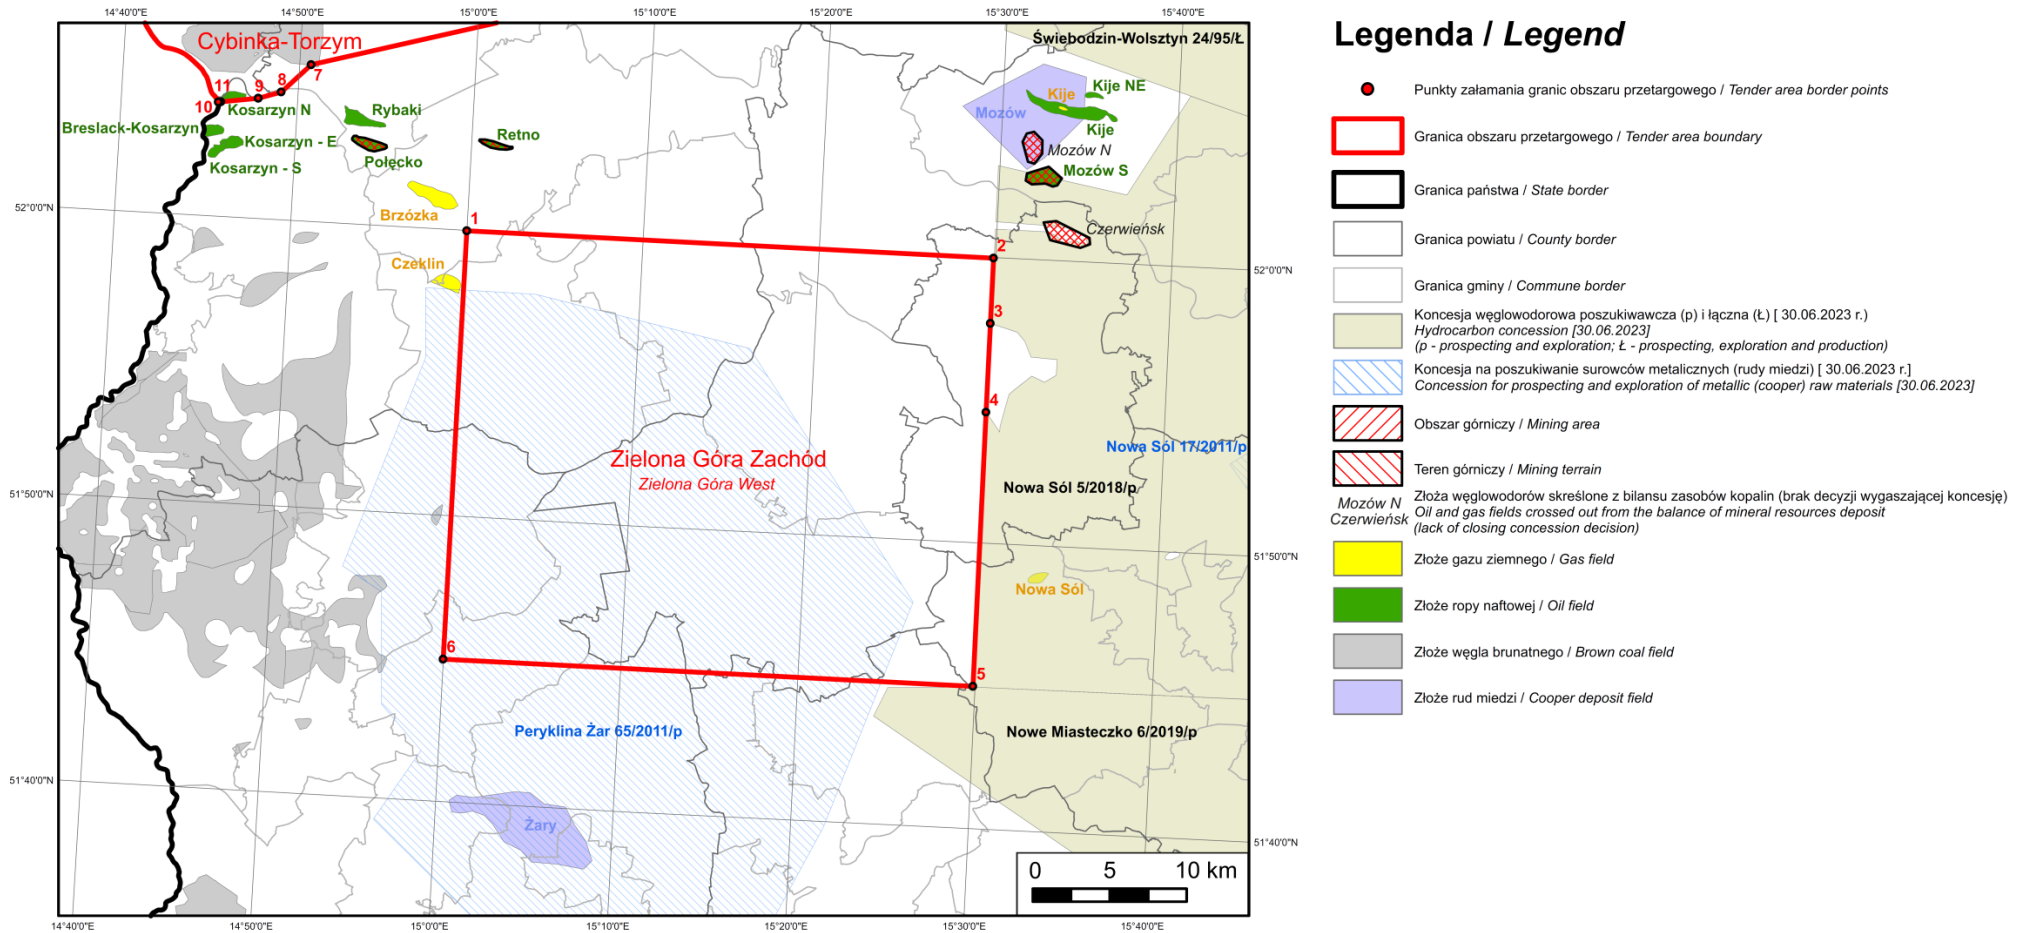 14°40'0"E
14°50'0"E
15°0'0"E
15°10'0"E
15°20'0"E
15°30'0"E
15°40'0"E
Cybinka-Torzym
Świebodzin-Wolsztyn 24/95/Ł
7
8
9
11
10
Kosarzyn N
Breslack-Kosarzyn
Kosarzyn - E
Kosarzyn - S
Rybaki
Połęcko
Retno
Brzózka
Czeklin
Kije NE
Kije
Kije
Mozów
Mozów N
Mozów S
Czerwieńsk
52°0'0"N
52°0'0"N
1
2
3
4
5
6
Zielona Góra Zachód
Zielona Góra West
Nowa Sól 17/2011/p
Nowa Sól 5/2018/p
51°50'0"N
51°50'0"N
Nowa Sól
Peryklina Żar 65/2011/p
Nowe Miasteczko 6/2019/p
51°40'0"N
51°40'0"N
Żary
0 5 10 km
14°40'0"E
14°50'0"E
15°0'0"E
15°10'0"E
15°20'0"E
15°30'0"E
15°40'0"E
Legenda / Legend
Punkty załamania granic obszaru przetargowego / Tender area border points
Granica obszaru przetargowego / Tender area boundary
Granica państwa / State border
Granica powiatu / County border
Granica gminy / Commune border
Koncesja węglowodorowa poszukiwawcza (p) i łączna (Ł) [ 30.06.2023 r.)
Hydrocarbon concession [30.06.2023]
(p - prospecting and exploration; Ł - prospecting, exploration and production)
Koncesja na poszukiwanie surowców metalicznych (rudy miedzi) [ 30.06.2023 r.]
Concession for prospecting and exploration of metallic (cooper) raw materials [30.06.2023]
Obszar górniczy / Mining area
Teren górniczy / Mining terrain
Mozów N
Czerwieńsk
Złoża węglowodorów skreślone z bilansu zasobów kopalin (brak decyzji wygaszającej koncesję)
Oil and gas fields crossed out from the balance of mineral resources deposit
(lack of closing concession decision)
Złoże gazu ziemnego / Gas field
Złoże ropy naftowej / Oil field
Złoże węgla brunatnego / Brown coal field
Złoże rud miedzi / Cooper deposit field